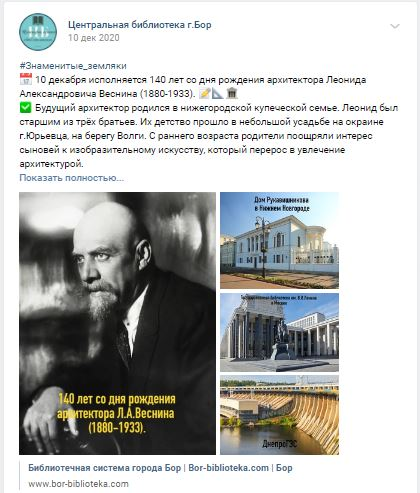 Центральная библиотека г.Бор
10 дек 2020
#Знаменитые_земляки
10 декабря исполняется 140 лет со дня рождения архитектора Леонида
Александровича Веснина (1880-1933).
Будущий архитектор родился в нижегородской купеческой семье. Леонид был
старшим из трёх братьев. Их детство прошло в небольшой усадьбе на окраине
г.Юрьевца, на берегу Волги. С раннего возраста родители поощряли интерес
сыновей к изобразительному искусству, который перерос в увлечение
архитектурой.
Показать полностью...
140 лет со дня рождения
архитектора Л.А.Веснина
(1880-1933).
Дом Рукавишникова
в Нижнем Новгороде
Государственная библиотека им. В.И.Ленина
в Москве
ДнепроГЭС
Библиотечная система города Бор | Bor-biblioteka.com | Бор
www.bor-biblioteka.com